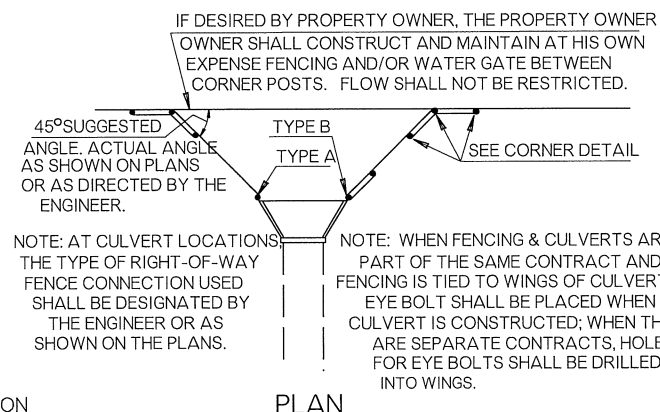 IF DESIRED BY PROPERTY OWNER, THE PROPERTY OWNER
OWNER SHALL CONSTRUCT AND MAINTAIN AT HIS OWN
EXPENSE FENCING AND/OR WATER GATE BETWEEN
CORNER POSTS. FLOW SHALL NOT BE RESTRICTED.
45° SUGGESTED
ANGLE. ACTUAL ANGLE
AS SHOWN ON PLANS
OR AS DIRECTED BY THE
ENGINEER.
TYPE B
TYPE A
SEE CORNER DETAIL
NOTE: AT CULVERT LOCATIONS,
THE TYPE OF RIGHT-OF-WAY
FENCE CONNECTION USED
SHALL BE DESIGNATED BY
THE ENGINEER OR AS
SHOWN ON THE PLANS.
NOTE: WHEN FENCING & CULVERTS AR
PART OF THE SAME CONTRACT AND
FENCING IS TIED TO WINGS OF CULVERT
EYE BOLT SHALL BE PLACED WHEN
CULVERT IS CONSTRUCTED; WHEN TH
ARE SEPARATE CONTRACTS, HOLE
FOR EYE BOLTS SHALL BE DRILLED
INTO WINGS.
ON
PLAN